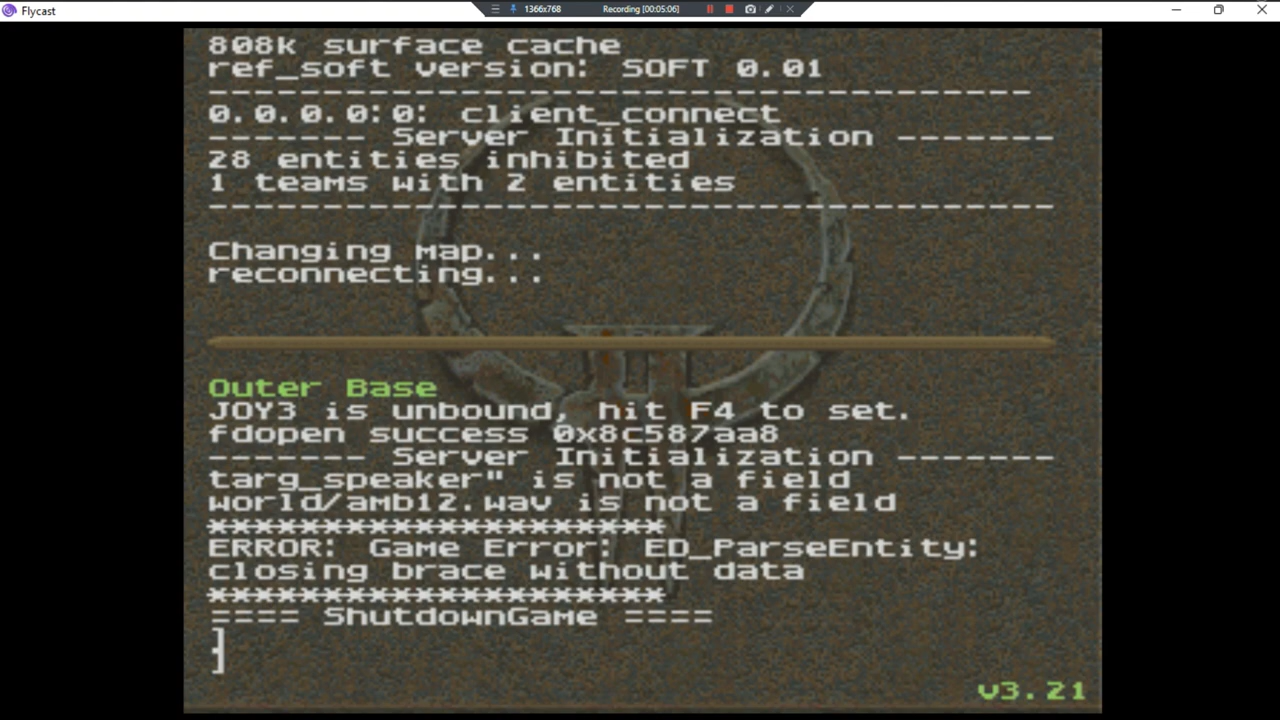 Flycast
1366x768
Recording [00:05:06]
808k surface cache
ref_soft version: SOFT 0.01
------------------------------------
0.0.0.0:0: client_connect
------- Server Initialization -------
28 entities inhibited
1 teams with 2 entities
-------------------------------------
Changing map...
reconnecting...
Outer Base
JOY3 is unbound, hit F4 to set.
fdopen success 0x8c587aa8
------- Server Initialization -------
targ_speaker" is not a field
world/amb12.wav is not a field
********************
ERROR: Game Error: ED_ParseEntity:
closing brace without data
********************
==== ShutdownGame ====
]
v3.21